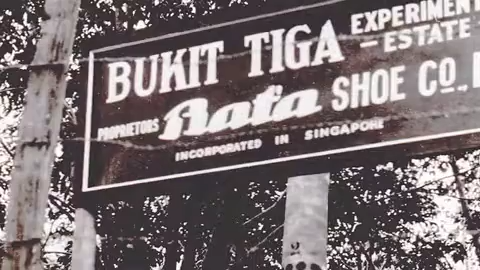 BUKIT TIGA EXPERIMENT
— ESTATE
PROPRIETORS Bata SHOE CO.,
INCORPORATED IN SINGAPORE